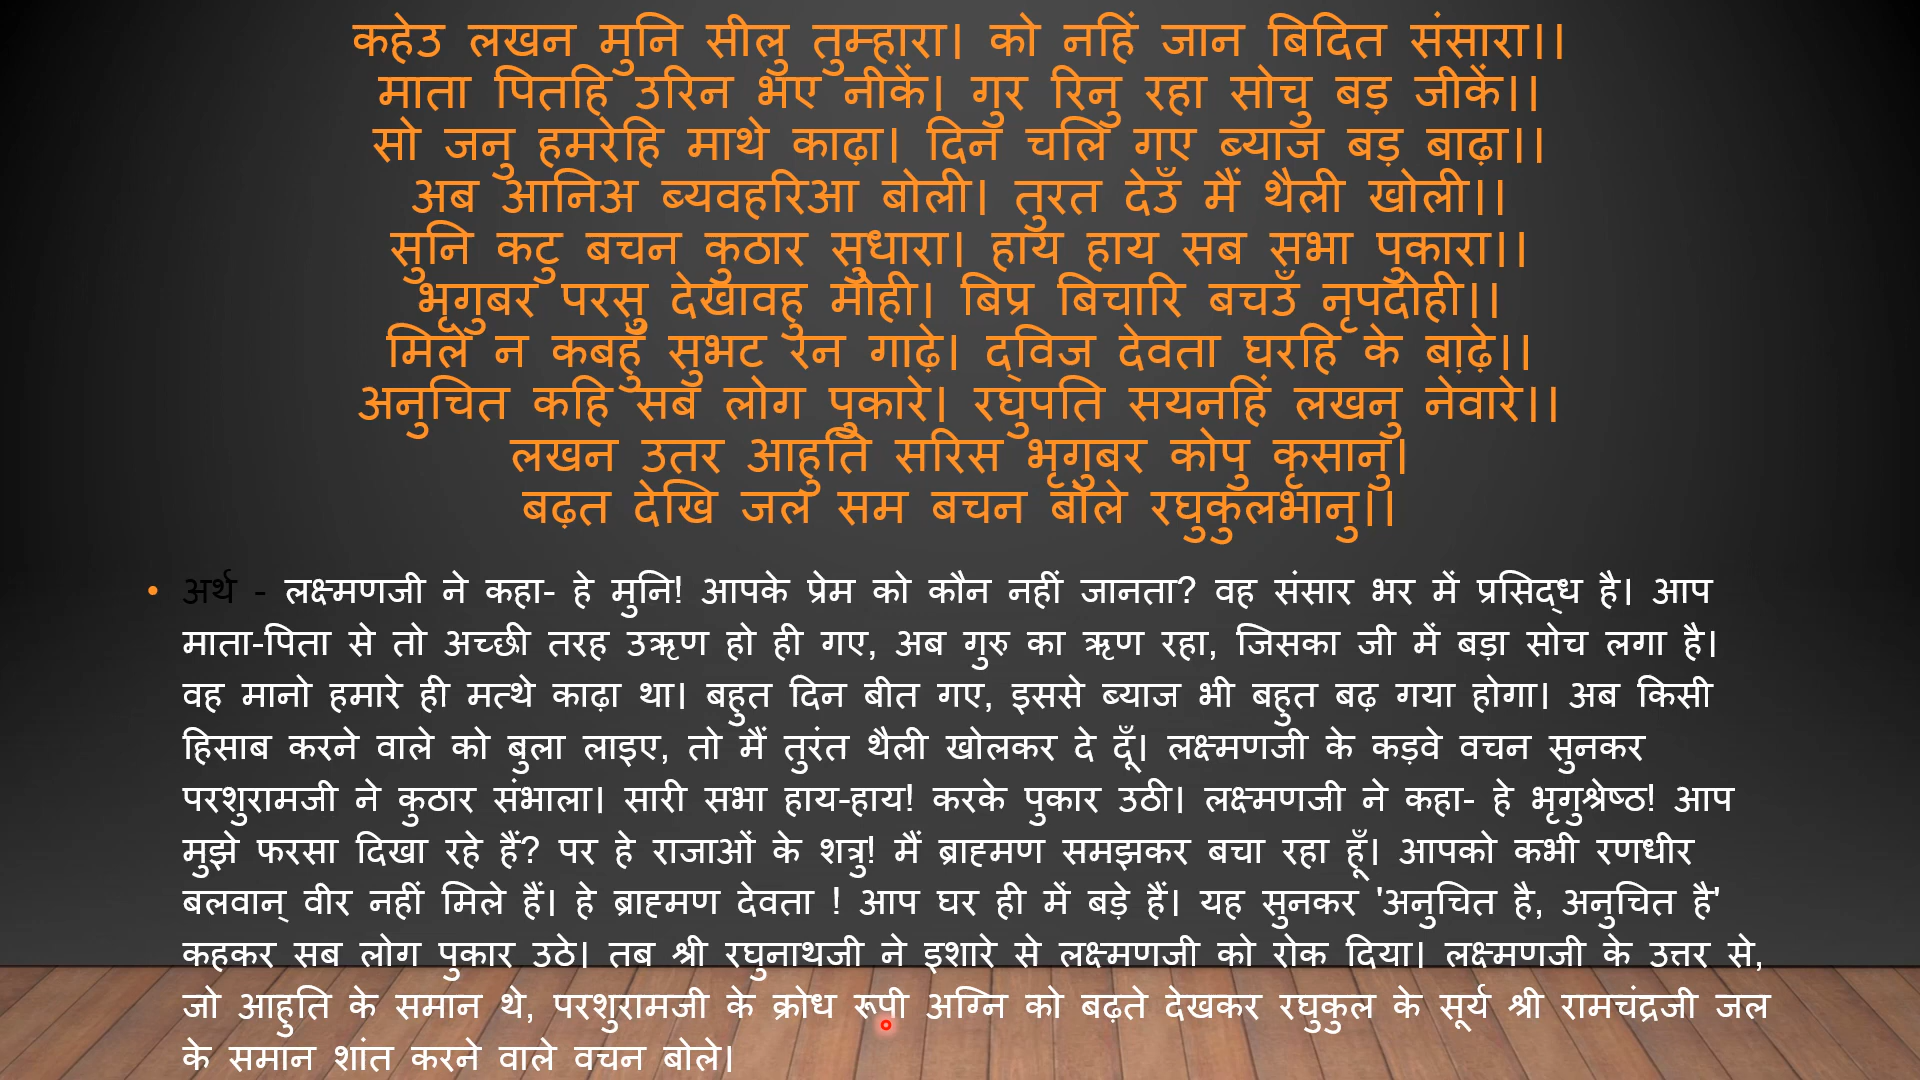 कहेउ लखन मुनि सीलु तुम्हारा। को नहिं जान बिदित संसारा।।
माता पितहि उरिन भए नीकें। गुर रिनु रहा सोचु बड़ जीकें।।
सो जनु हमरेहि माथे काढ़ा। दिन चलि गए ब्याज बड़ बाढ़ा।।
अब आनिअ ब्यवहरिआ बोली। तुरत देउँ मैं थैली खोली।।
सुनि कटु बचन कुठार सुधारा। हाय हाय सब सभा पुकारा।।
भृगुबर परसु देखावहु मोही। बिप्र बिचारि बचउँ नृपदोही।।
मिले न कबहुँ सुभट रन गाढ़े। द्विज देवता घरहि के बाढ़े।।
अनुचित कहि सब लोग पुकारे। रघुपति सयनहिं लखनु नेवारे।।
लखन उतर आहुति सरिस भृगुबर कोपु कृसानु।
बढ़त देखि जल सम बचन बोले रघुकुलभानु।।
• अर्थ - लक्ष्मणजी ने कहा- हे मुनि! आपके प्रेम को कौन नहीं जानता? वह संसार भर में प्रसिद्ध है। आप
माता-पिता से तो अच्छी तरह उऋण हो ही गए, अब गुरु का ऋण रहा, जिसका जी में बड़ा सोच लगा है।
वह मानो हमारे ही मत्थे काढ़ा था। बहुत दिन बीत गए, इससे ब्याज भी बहुत बढ़ गया होगा। अब किसी
हिसाब करने वाले को बुला लाइए, तो मैं तुरंत थैली खोलकर दे दूँ। लक्ष्मणजी के कड़वे वचन सुनकर
परशुरामजी ने कुठार संभाला। सारी सभा हाय-हाय! करके पुकार उठी। लक्ष्मणजी ने कहा- हे भृगुश्रेष्ठ! आप
मुझे फरसा दिखा रहे हैं? पर हे राजाओं के शत्रु! मैं ब्राह्मण समझकर बचा रहा हूँ। आपको कभी रणधीर
बलवान् वीर नहीं मिले हैं। हे ब्राह्मण देवता ! आप घर ही में बड़े हैं। यह सुनकर 'अनुचित है, अनुचित है'
कहकर सब लोग पुकार उठे। तब श्री रघुनाथजी ने इशारे से लक्ष्मणजी को रोक दिया। लक्ष्मणजी के उत्तर से,
जो आहुति के समान थे, परशुरामजी के क्रोध रूपी अग्नि को बढ़ते देखकर रघुकुल के सूर्य श्री रामचंद्रजी जल
के समान शांत करने वाले वचन बोले।